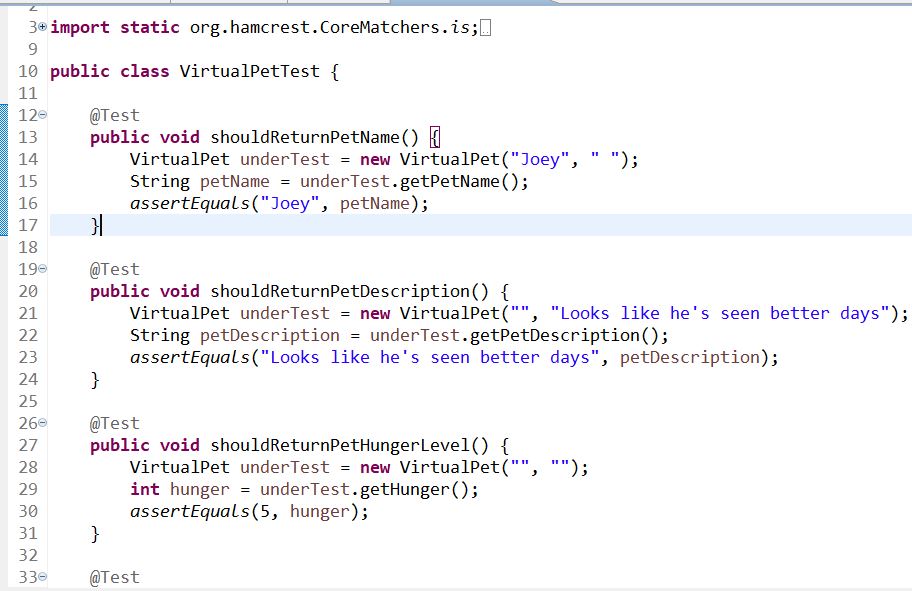 2
3 import static org.hamcrest.CoreMatchers.is;
9
10 public class VirtualPetTest {
11
12     @Test
13     public void shouldReturnPetName() {
14         VirtualPet underTest = new VirtualPet("Joey", " ");
15         String petName = underTest.getPetName();
16         assertEquals("Joey", petName);
17     }
18
19     @Test
20     public void shouldReturnPetDescription() {
21         VirtualPet underTest = new VirtualPet("", "Looks like he's seen better days");
22         String petDescription = underTest.getPetDescription();
23         assertEquals("Looks like he's seen better days", petDescription);
24     }
25
26     @Test
27     public void shouldReturnPetHungerLevel() {
28         VirtualPet underTest = new VirtualPet("", "");
29         int hunger = underTest.getHunger();
30         assertEquals(5, hunger);
31     }
32
33     @Test